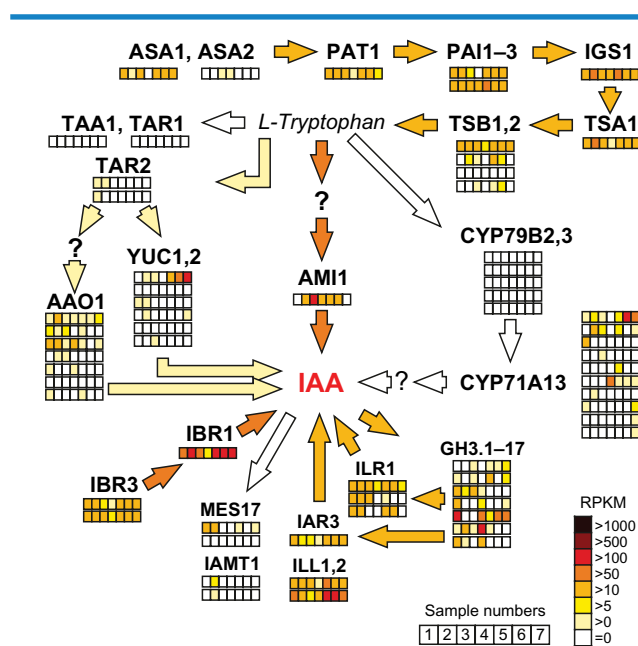 ASA1, ASA2
PAT1
PAI1–3
IGS1
TAA1, TAR1
L-Tryptophan
TSB1,2
TSA1
TAR2
?
?
YUC1,2
CYP79B2,3
AMI1
AAO1
IAA
?
CYP71A13
IBR1
IBR3
ILR1
GH3.1–17
MES17
IAR3
IAMT1
ILL1,2
RPKM
>1000
>500
>100
>50
>10
>5
>0
=0
Sample numbers
1 2 3 4 5 6 7